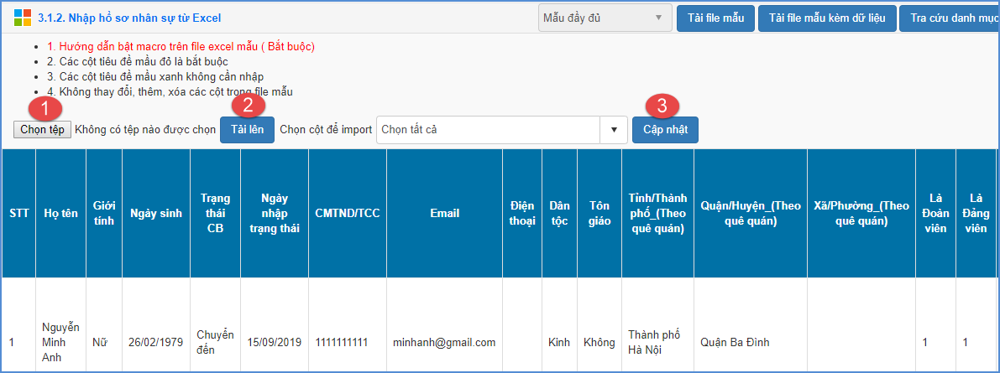 3.1.2. Nhập hồ sơ nhân sự từ Excel
Mẫu đầy đủ
Tải file mẫu
Tải file mẫu kèm dữ liệu
Tra cứu danh mục
1. Hướng dẫn bật macro trên file excel mẫu ( Bắt buộc)
2. Các cột tiêu đề mầu đỏ là bắt buộc
3. Các cột tiêu đề mầu xanh không cần nhập
4. Không thay đổi, thêm, xóa các cột trong file mẫu
1
2
3
Chọn tệp Không có tệp nào được chọn
Tải lên
Chọn cột để import
Chọn tất cả
Cập nhật
STT
Họ tên
Giới
tính
Ngày sinh
Trạng
thái
CB
Ngày
nhập
trạng thái
CMTND/TCC
Email
Điện
thoại
Dân
tộc
Tôn
giáo
Tỉnh/Thành
phố_(Theo
quê quán)
Quận/Huyện_(Theo
quê quán)
Xã/Phường_(Theo
quê quán)
Là
Đoàn
viên
Là
Đảng
viên
1
Nguyễn
Minh
Anh
Nữ
26/02/1979
Chuyển
đến
15/09/2019
1111111111
minhanh@gmail.com
Kinh
Không
Thành phố
Hà Nội
Quận Ba Đình
1
1